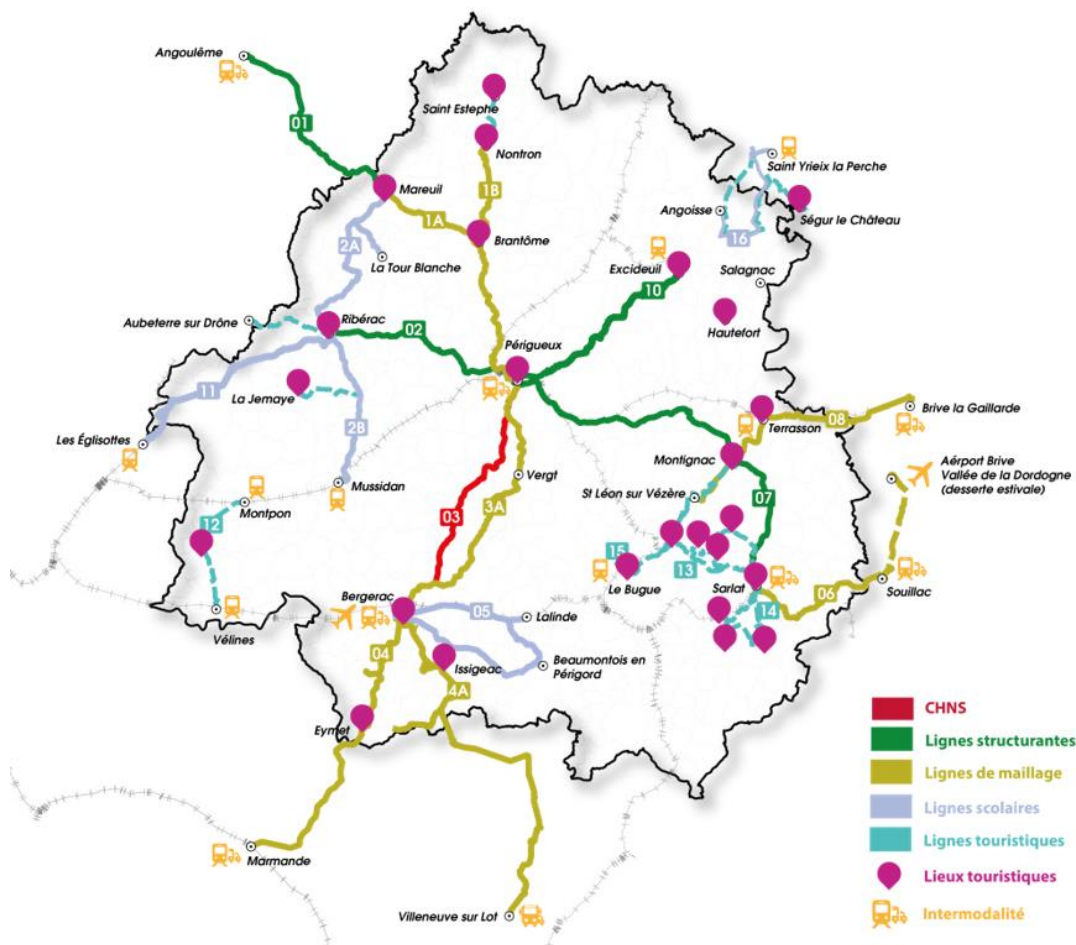 Angoulême
01
Saint Estephe
Nontron
Mareuil
1B
1A
Brantôme
2A
La Tour Blanche
Saint Yrieix la Perche
Angoisse
Ségur le Château
16
Excideuil
Salagnac
10
Hautefort
Aubeterre sur Drône
Ribérac
02
Périgueux
11
La Jemaye
2B
Les Églisottes
Mussidan
Montpon
12
Vélines
Terrasson
08
Brive la Gaillarde
Montignac
Aérport Brive
Vallée de la Dordogne
(desserte estivale)
St Léon sur Vézère
07
Vergt
03
3A
15
13
Le Bugue
Sarlat
06
Souillac
14
Bergerac
05
Lalinde
04
Issigeac
Beaumontois en
Périgord
4A
Eymet
Marmande
Villeneuve sur Lot
CHNS
Lignes structurantes
Lignes de maillage
Lignes scolaires
Lignes touristiques
Lieux touristiques
Intermodalité